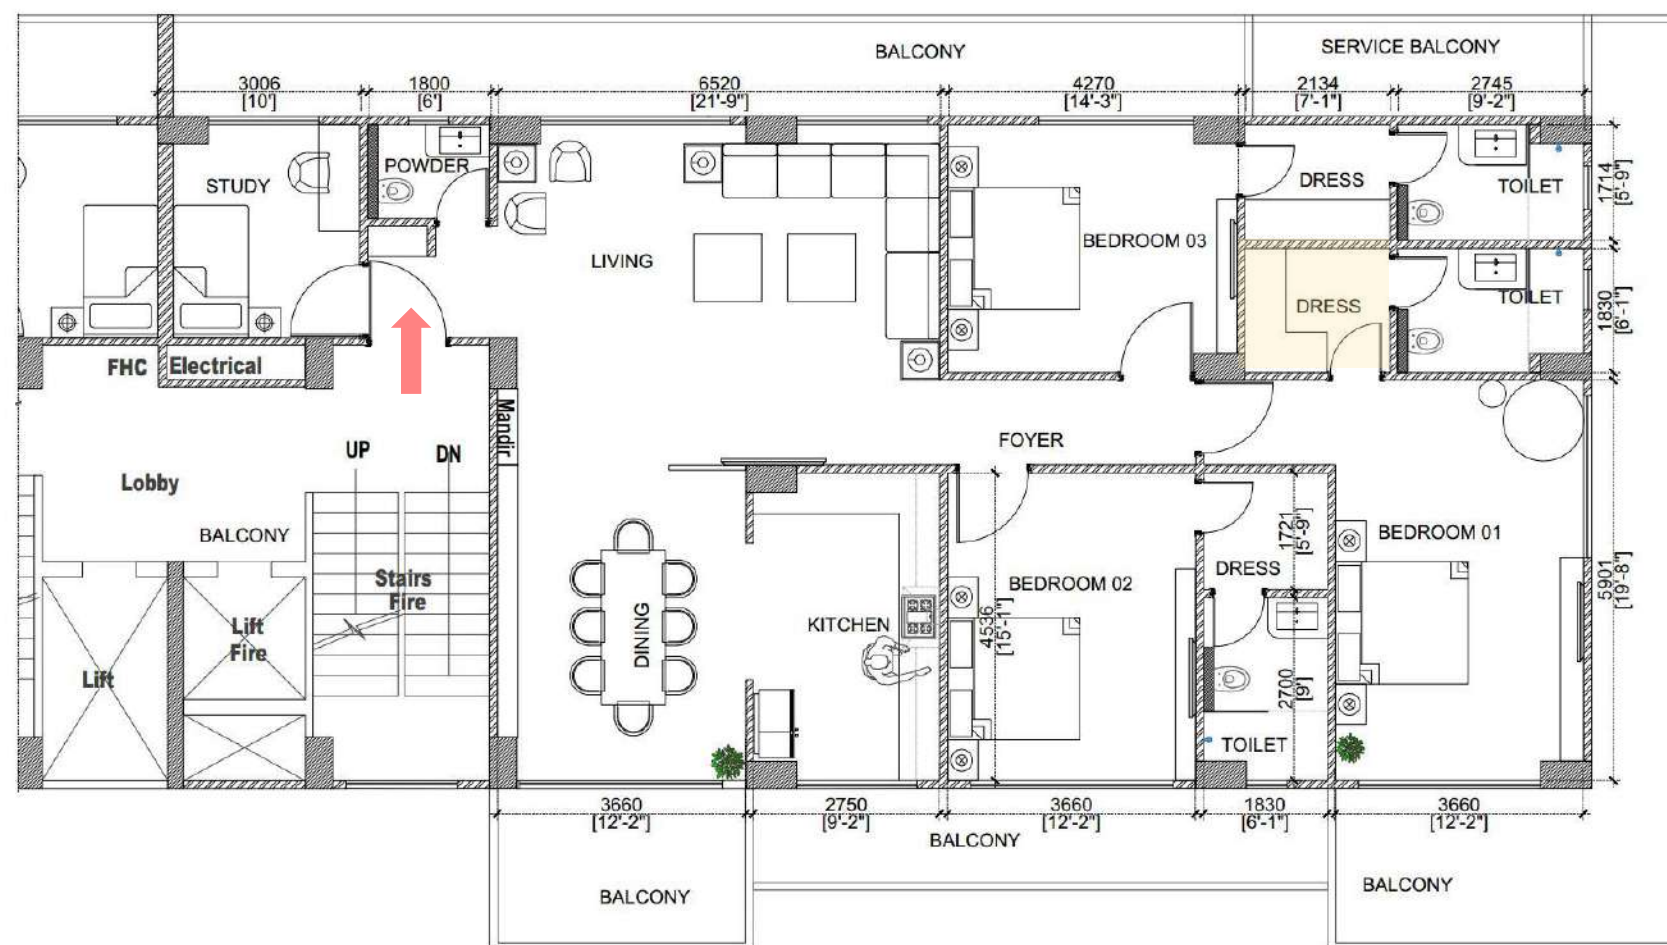 BALCONY
SERVICE BALCONY
3006
[10']
1800
[6']
6520
[21'-9"]
4270
[14'-3"]
2134
[7'-1"]
2745
[9'-2"]
POWDER
STUDY
LIVING
BEDROOM 03
DRESS
TOILET
1714
[5'-9"]
DRESS
TOILET
1830
[6'-1"]
FHC
Electrical
Mandir
FOYER
UP
DN
Lobby
BALCONY
Stairs
Fire
Lift
Fire
Lift
DINING
KITCHEN
BEDROOM 02
4536
[15'-1"]
1721
[5'-9"]
DRESS
2700
[9']
TOILET
BEDROOM 01
5901
[19'-8"]
3660
[12'-2"]
2750
[9'-2"]
3660
[12'-2"]
1830
[6'-1"]
3660
[12'-2"]
BALCONY
BALCONY
BALCONY